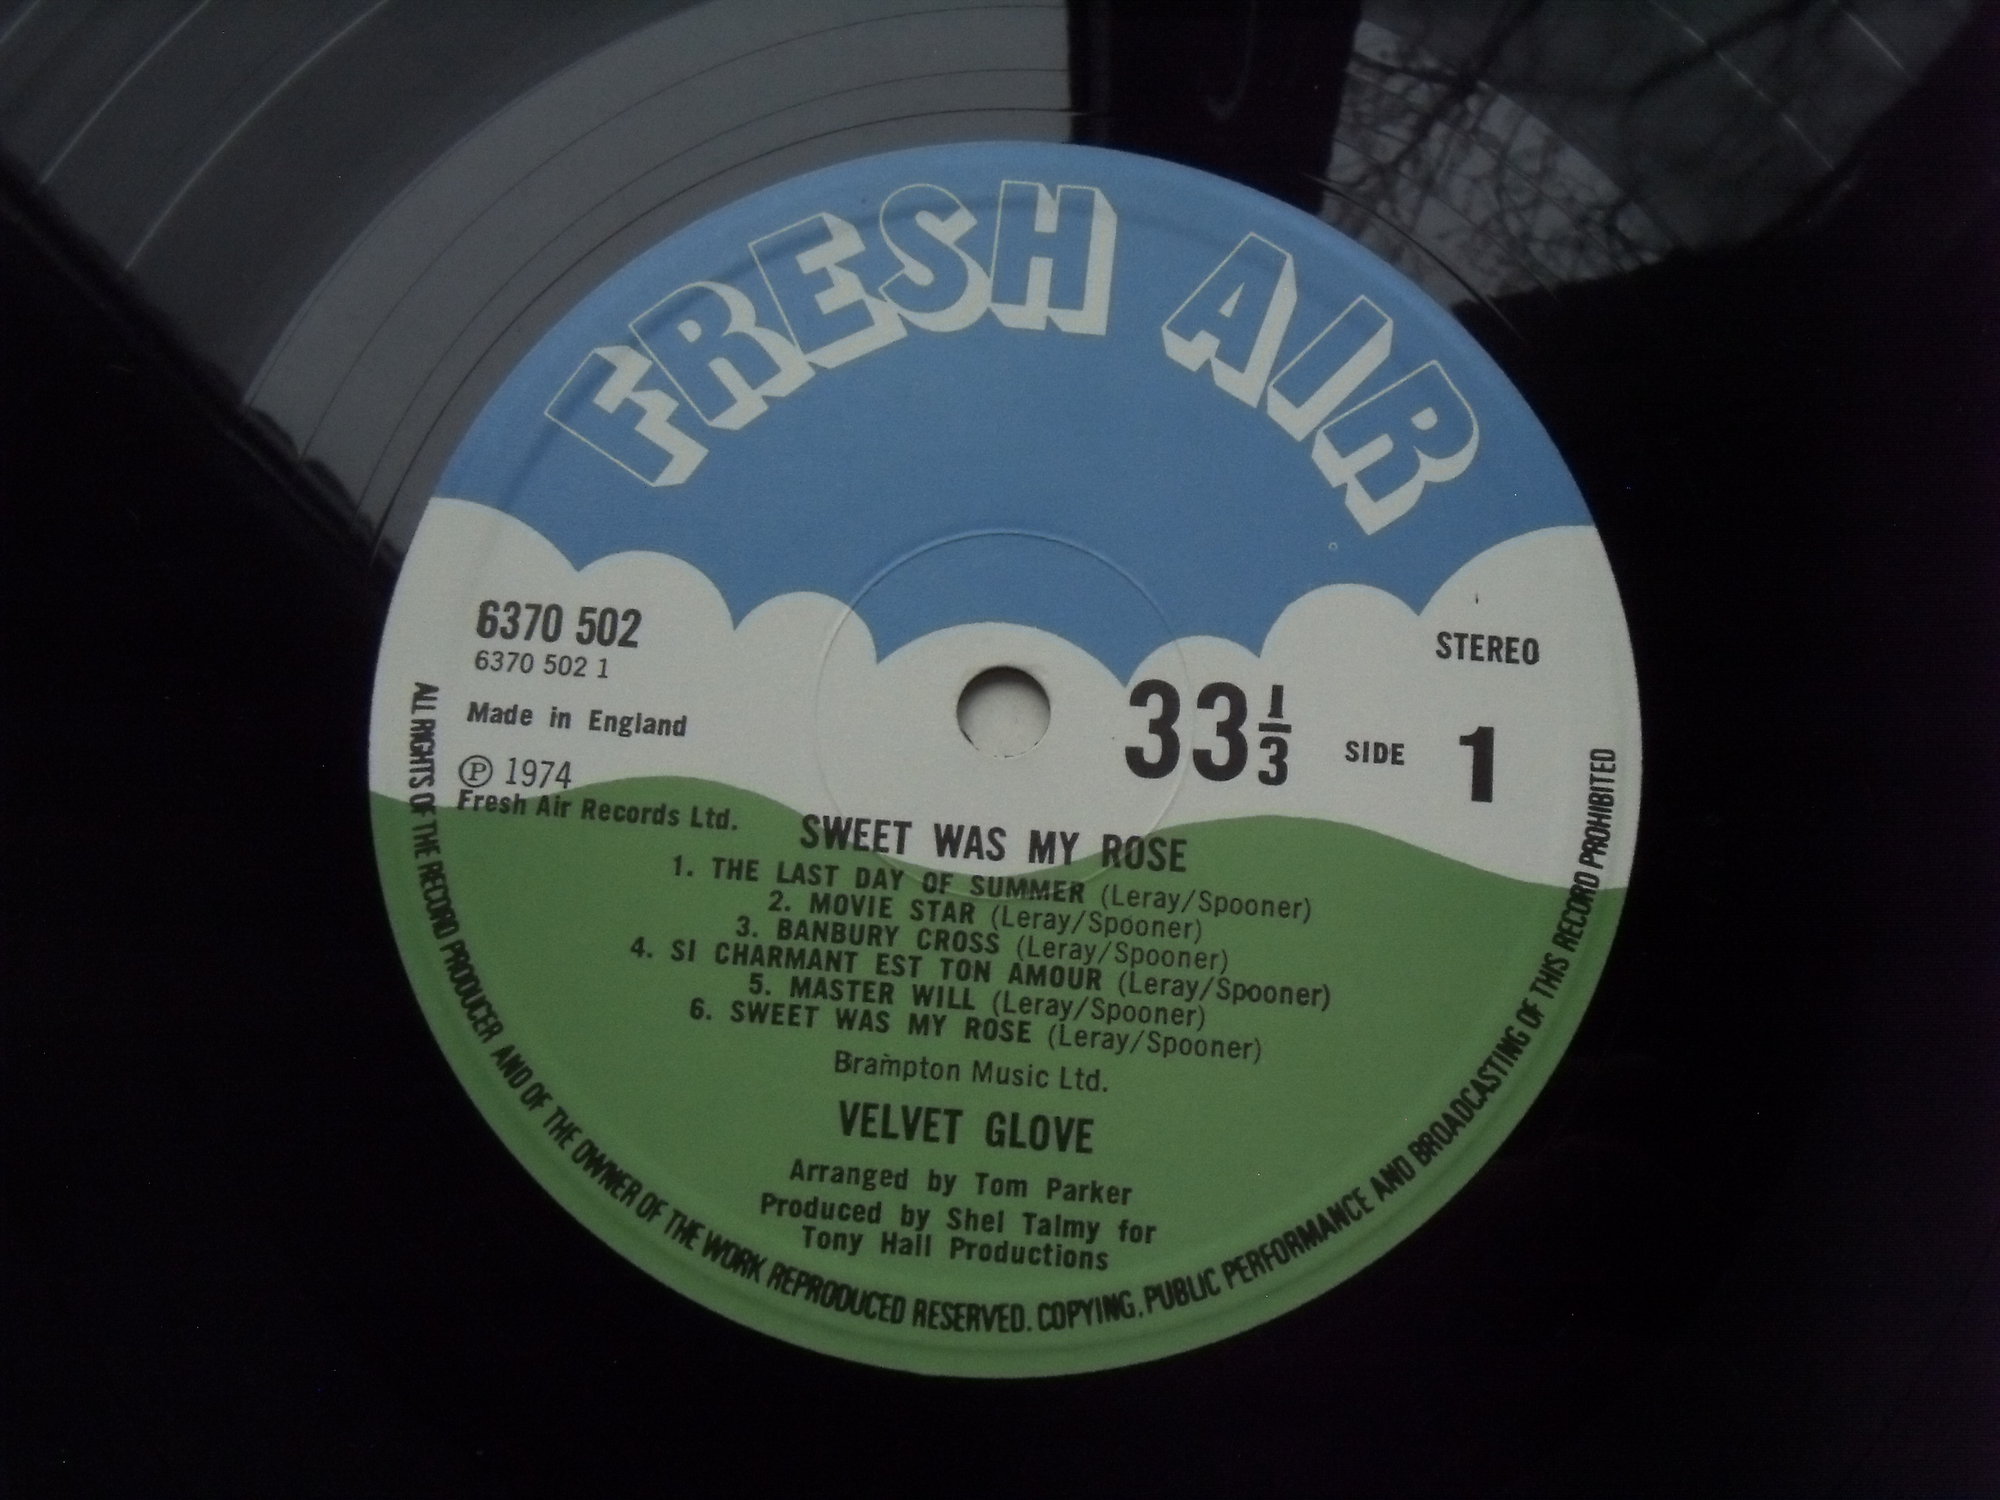 FRESH AIR
6370 502
6370 502 1
STEREO
Made in England
33 1/3
SIDE 1
Ⓟ 1974
Fresh Air Records Ltd.
SWEET WAS MY ROSE
1. THE LAST DAY OF SUMMER (Leray/Spooner)
2. MOVIE STAR (Leray/Spooner)
3. BANBURY CROSS (Leray/Spooner)
4. SI CHARMANT EST TON AMOUR (Leray/Spooner)
5. MASTER WILL (Leray/Spooner)
6. SWEET WAS MY ROSE (Leray/Spooner)
Brampton Music Ltd.
VELVET GLOVE
Arranged by Tom Parker
Produced by Shel Talmy for
Tony Hall Productions
ALL RIGHTS OF THE RECORD PRODUCER AND OF THE OWNER OF THE WORK REPRODUCED RESERVED. COPYING, PUBLIC PERFORMANCE AND BROADCASTING OF THIS RECORD PROHIBITED